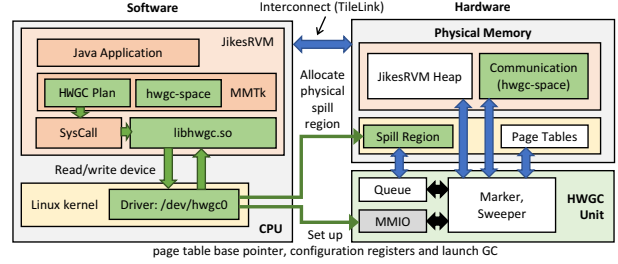 Software
Interconnect (TileLink)
Hardware
JikesRVM
Java Application
HWGC Plan
hwgc-space
MMTk
SysCall
libhwgc.so
Read/write device
Linux kernel
Driver: /dev/hwgc0
CPU
Allocate
physical
spill
region
Set up
Physical Memory
JikesRVM Heap
Communication
(hwgc-space)
Spill Region
Page Tables
Queue
MMIO
Marker,
Sweeper
HWGC
Unit
page table base pointer, configuration registers and launch GC